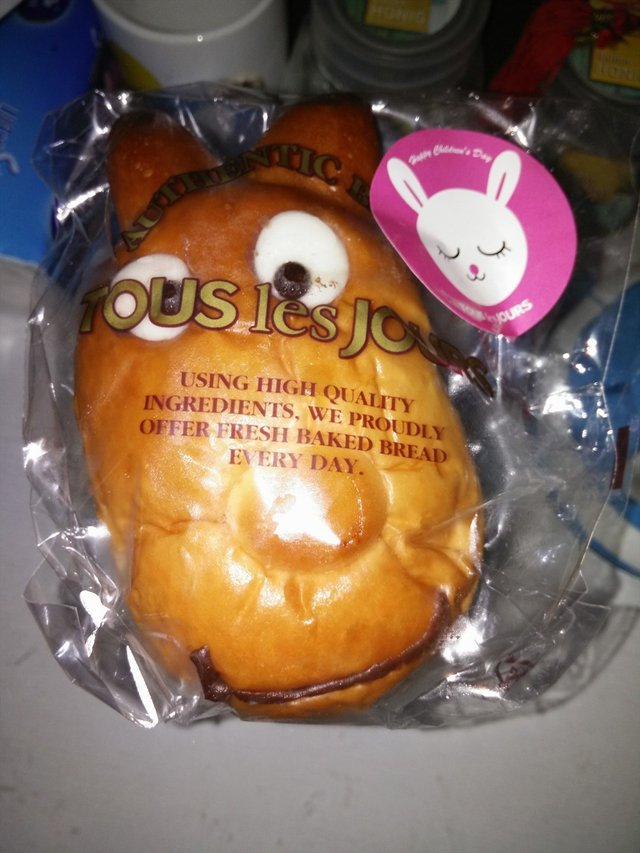 AUTHENTIC
TOUS les JOURS
USING HIGH QUALITY
INGREDIENTS, WE PROUDLY
OFFER FRESH BAKED BREAD
EVERY DAY.
Happy Children's Day
JOURS